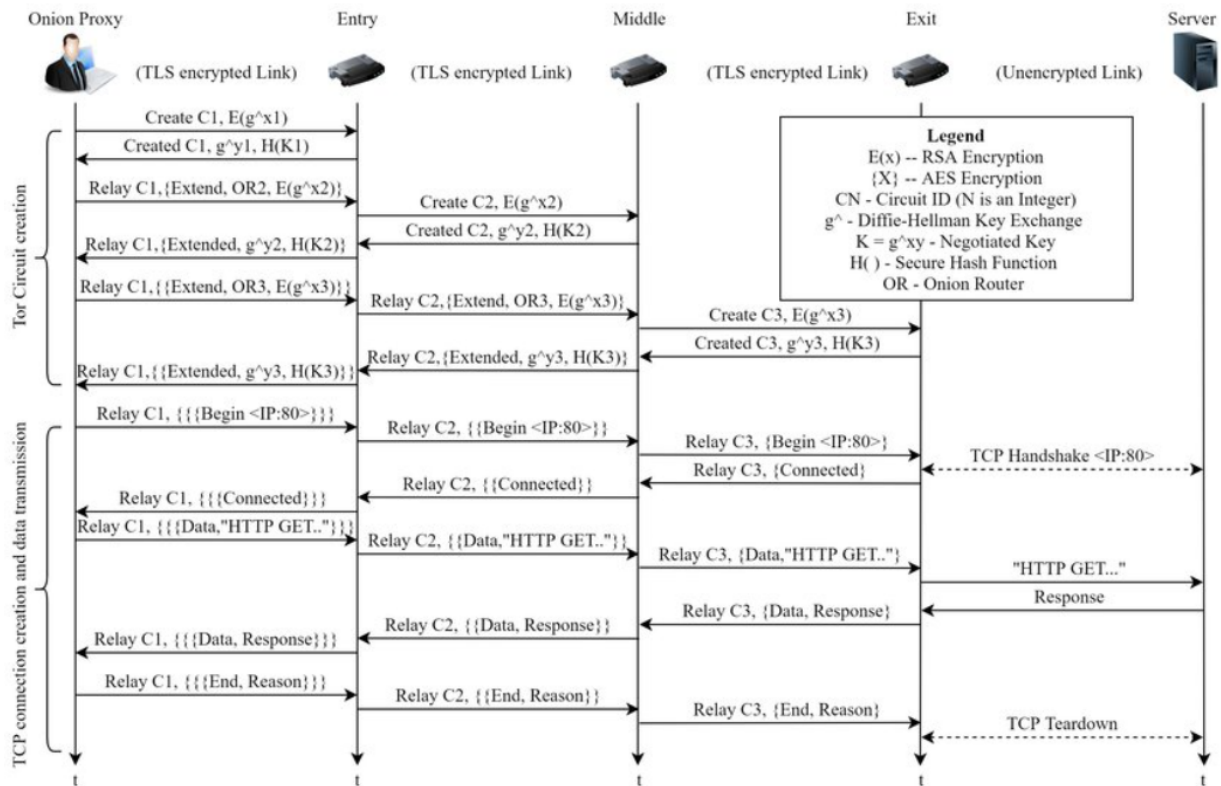 Onion Proxy
Entry
Middle
Exit
Server
(TLS encrypted Link)
(TLS encrypted Link)
(TLS encrypted Link)
(Unencrypted Link)
Tor Circuit creation
Create C1, E(g^x1)
Created C1, g^y1, H(K1)
Relay C1,{Extend, OR2, E(g^x2)}
Create C2, E(g^x2)
Created C2, g^y2, H(K2)
Relay C1,{Extended, g^y2, H(K2)}
Relay C1,{{Extend, OR3, E(g^x3)}}
Relay C2,{Extend, OR3, E(g^x3)}
Create C3, E(g^x3)
Created C3, g^y3, H(K3)
Relay C2,{Extended, g^y3, H(K3)}
Relay C1,{{Extended, g^y3, H(K3)}}
Legend
E(x) -- RSA Encryption
{X} -- AES Encryption
CN - Circuit ID (N is an Integer)
g^ - Diffie-Hellman Key Exchange
K = g^xy - Negotiated Key
H( ) - Secure Hash Function
OR - Onion Router
TCP connection creation and data transmission
Relay C1, {{{Begin <IP:80>}}}
Relay C2, {{Begin <IP:80>}}
Relay C3, {Begin <IP:80>}
TCP Handshake <IP:80>
Relay C3, {Connected}
Relay C2, {{Connected}}
Relay C1, {{{Connected}}}
Relay C1, {{{Data,"HTTP GET.."}}}
Relay C2, {{Data,"HTTP GET.."}}
Relay C3, {Data,"HTTP GET.."}
"HTTP GET..."
Response
Relay C3, {Data, Response}
Relay C2, {{Data, Response}}
Relay C1, {{{Data, Response}}}
Relay C1, {{{End, Reason}}}
Relay C2, {{End, Reason}}
Relay C3, {End, Reason}
TCP Teardown
t
t
t
t
t